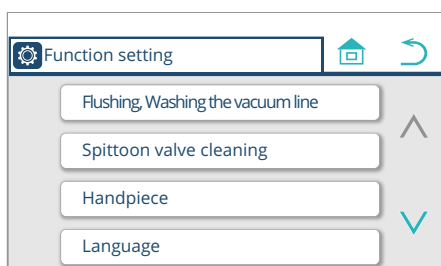 Function setting
Flushing, Washing the vacuum line
Spittoon valve cleaning
Handpiece
Language